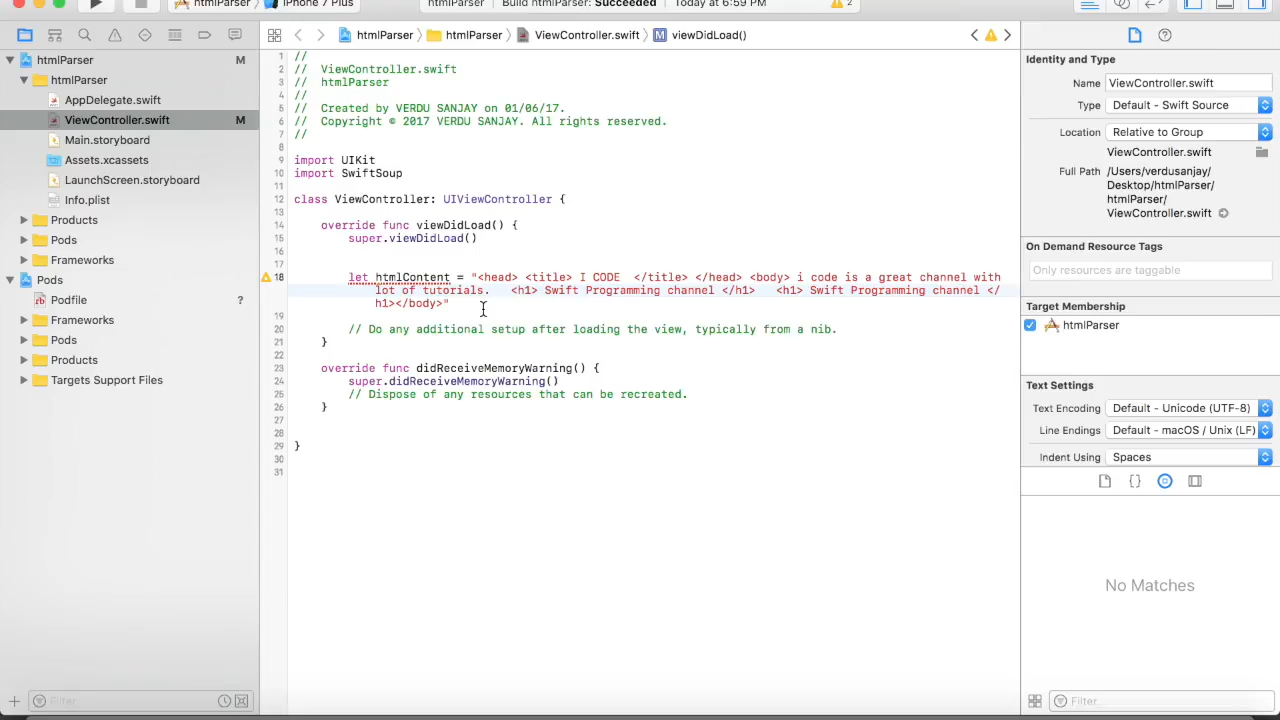 htmlParser iPhone 7 Plus htmlParser Build htmlParser: Succeeded Today at 6:59 PM 2
htmlParser htmlParser ViewController.swift M viewDidLoad()
htmlParser M
htmlParser
AppDelegate.swift
ViewController.swift M
Main.storyboard
Assets.xcassets
LaunchScreen.storyboard
Info.plist
Products
Pods
Frameworks
Pods
Podfile ?
Frameworks
Pods
Products
Targets Support Files
Filter
1 //
2 // ViewController.swift
3 // htmlParser
4 //
5 // Created by VERDU SANJAY on 01/06/17.
6 // Copyright © 2017 VERDU SANJAY. All rights reserved.
7 //
8
9 import UIKit
10 import SwiftSoup
11
12 class ViewController: UIViewController {
13
14 override func viewDidLoad() {
15 super.viewDidLoad()
16
17
18 let htmlContent = "<head> <title> I CODE </title> </head> <body> i code is a great channel with
lot of tutorials. <h1> Swift Programming channel </h1> <h1> Swift Programming channel </
h1></body>"
19
20 // Do any additional setup after loading the view, typically from a nib.
21 }
22
23 override func didReceiveMemoryWarning() {
24 super.didReceiveMemoryWarning()
25 // Dispose of any resources that can be recreated.
26 }
27
28
29 }
30
31
Identity and Type
Name ViewController.swift
Type Default - Swift Source
Location Relative to Group
ViewController.swift
Full Path /Users/verdusanjay/
Desktop/htmlParser/
htmlParser/
ViewController.swift
On Demand Resource Tags
Only resources are taggable
Target Membership
htmlParser
Text Settings
Text Encoding Default - Unicode (UTF-8)
Line Endings Default - macOS / Unix (LF)
Indent Using Spaces
{}
No Matches
Filter